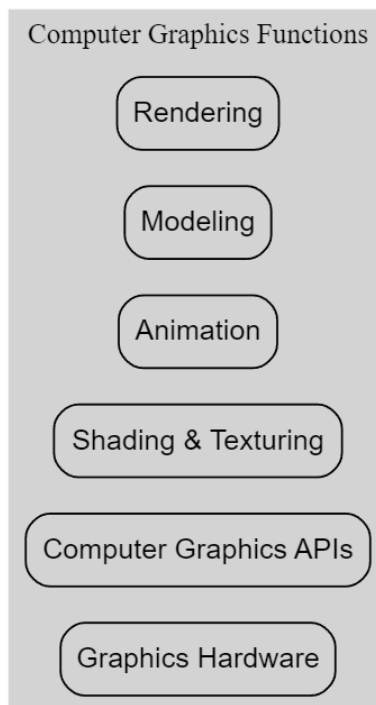 Computer Graphics Functions
Rendering
Modeling
Animation
Shading & Texturing
Computer Graphics APIs
Graphics Hardware